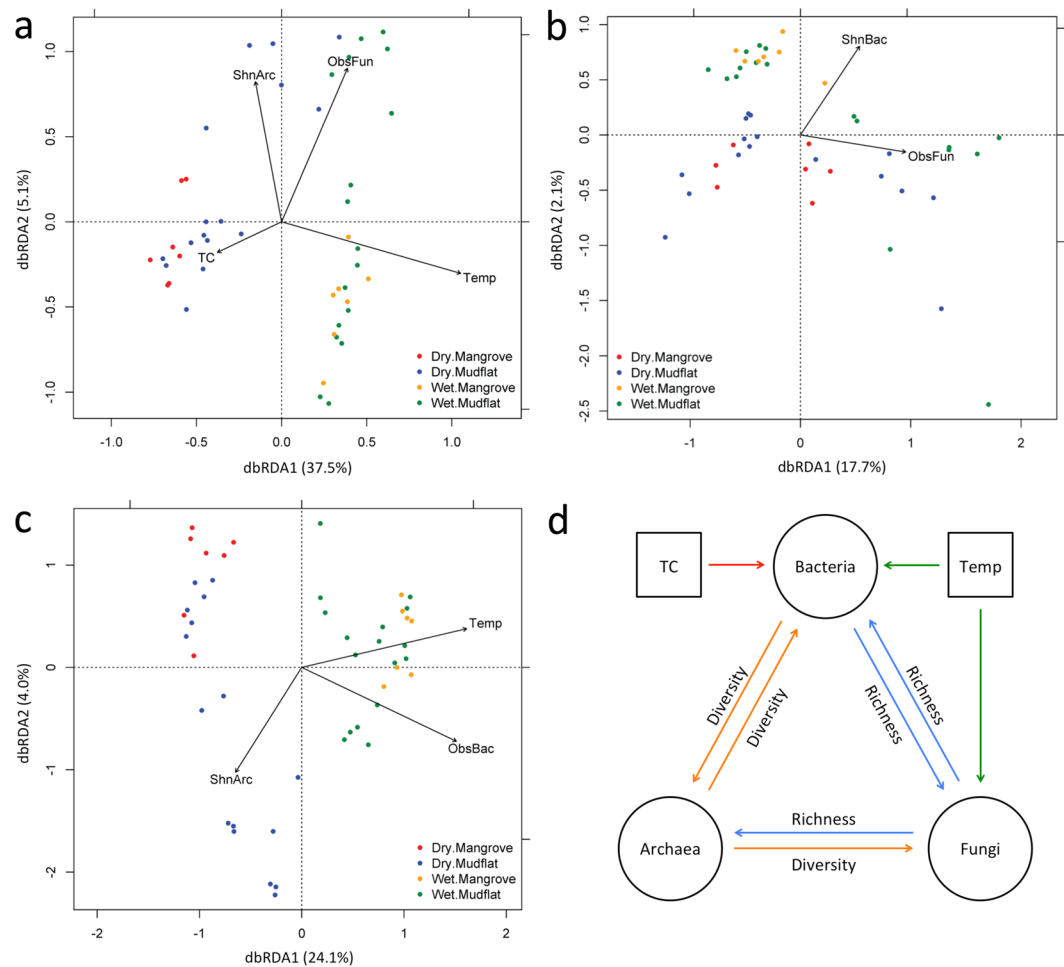 a
1.0
0.5
0.0
-0.5
-1.0
dbRDA2 (5.1%)
ShnArc
ObsFun
TC
Temp
Dry.Mangrove
Dry.Mudflat
Wet.Mangrove
Wet.Mudflat
-1.0
-0.5
0.0
0.5
1.0
dbRDA1 (37.5%)
b
1.0
0.5
0.0
-0.5
-1.0
-1.5
-2.0
-2.5
dbRDA2 (2.1%)
ShnBac
ObsFun
Dry.Mangrove
Dry.Mudflat
Wet.Mangrove
Wet.Mudflat
-1
0
1
2
dbRDA1 (17.7%)
c
1
0
-1
-2
dbRDA2 (4.0%)
Temp
ObsBac
ShnArc
Dry.Mangrove
Dry.Mudflat
Wet.Mangrove
Wet.Mudflat
-2
-1
0
1
2
dbRDA1 (24.1%)
d
TC
Bacteria
Temp
Diversity
Diversity
Richness
Richness
Archaea
Richness
Diversity
Fungi